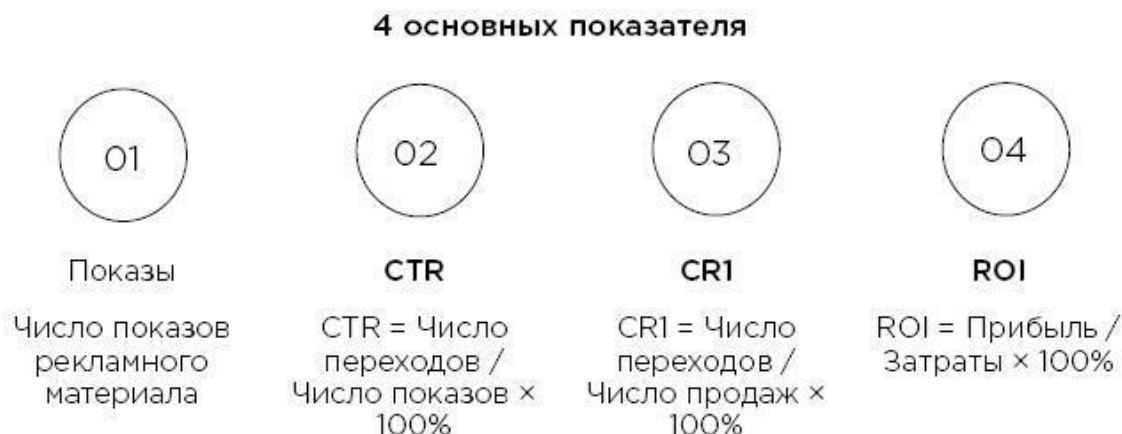 4 основных показателя
01
Показы
Число показов
рекламного
материала
02
CTR
CTR = Число
переходов /
Число показов ×
100%
03
CR1
CR1 = Число
переходов /
Число продаж ×
100%
04
ROI
ROI = Прибыль /
Затраты × 100%